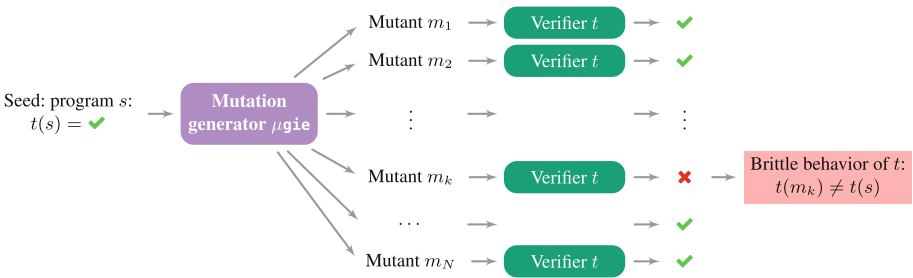 Mutant m₁ Verifier t ✓
Mutant m₂ Verifier t ✓
Seed: program s:
t(s) = ✓
Mutation
generator μgie
⋮ ⋮
Mutant mₖ Verifier t ✗
Brittle behavior of t:
t(mₖ) ≠ t(s)
⋯ ✓
Mutant m_N Verifier t ✓